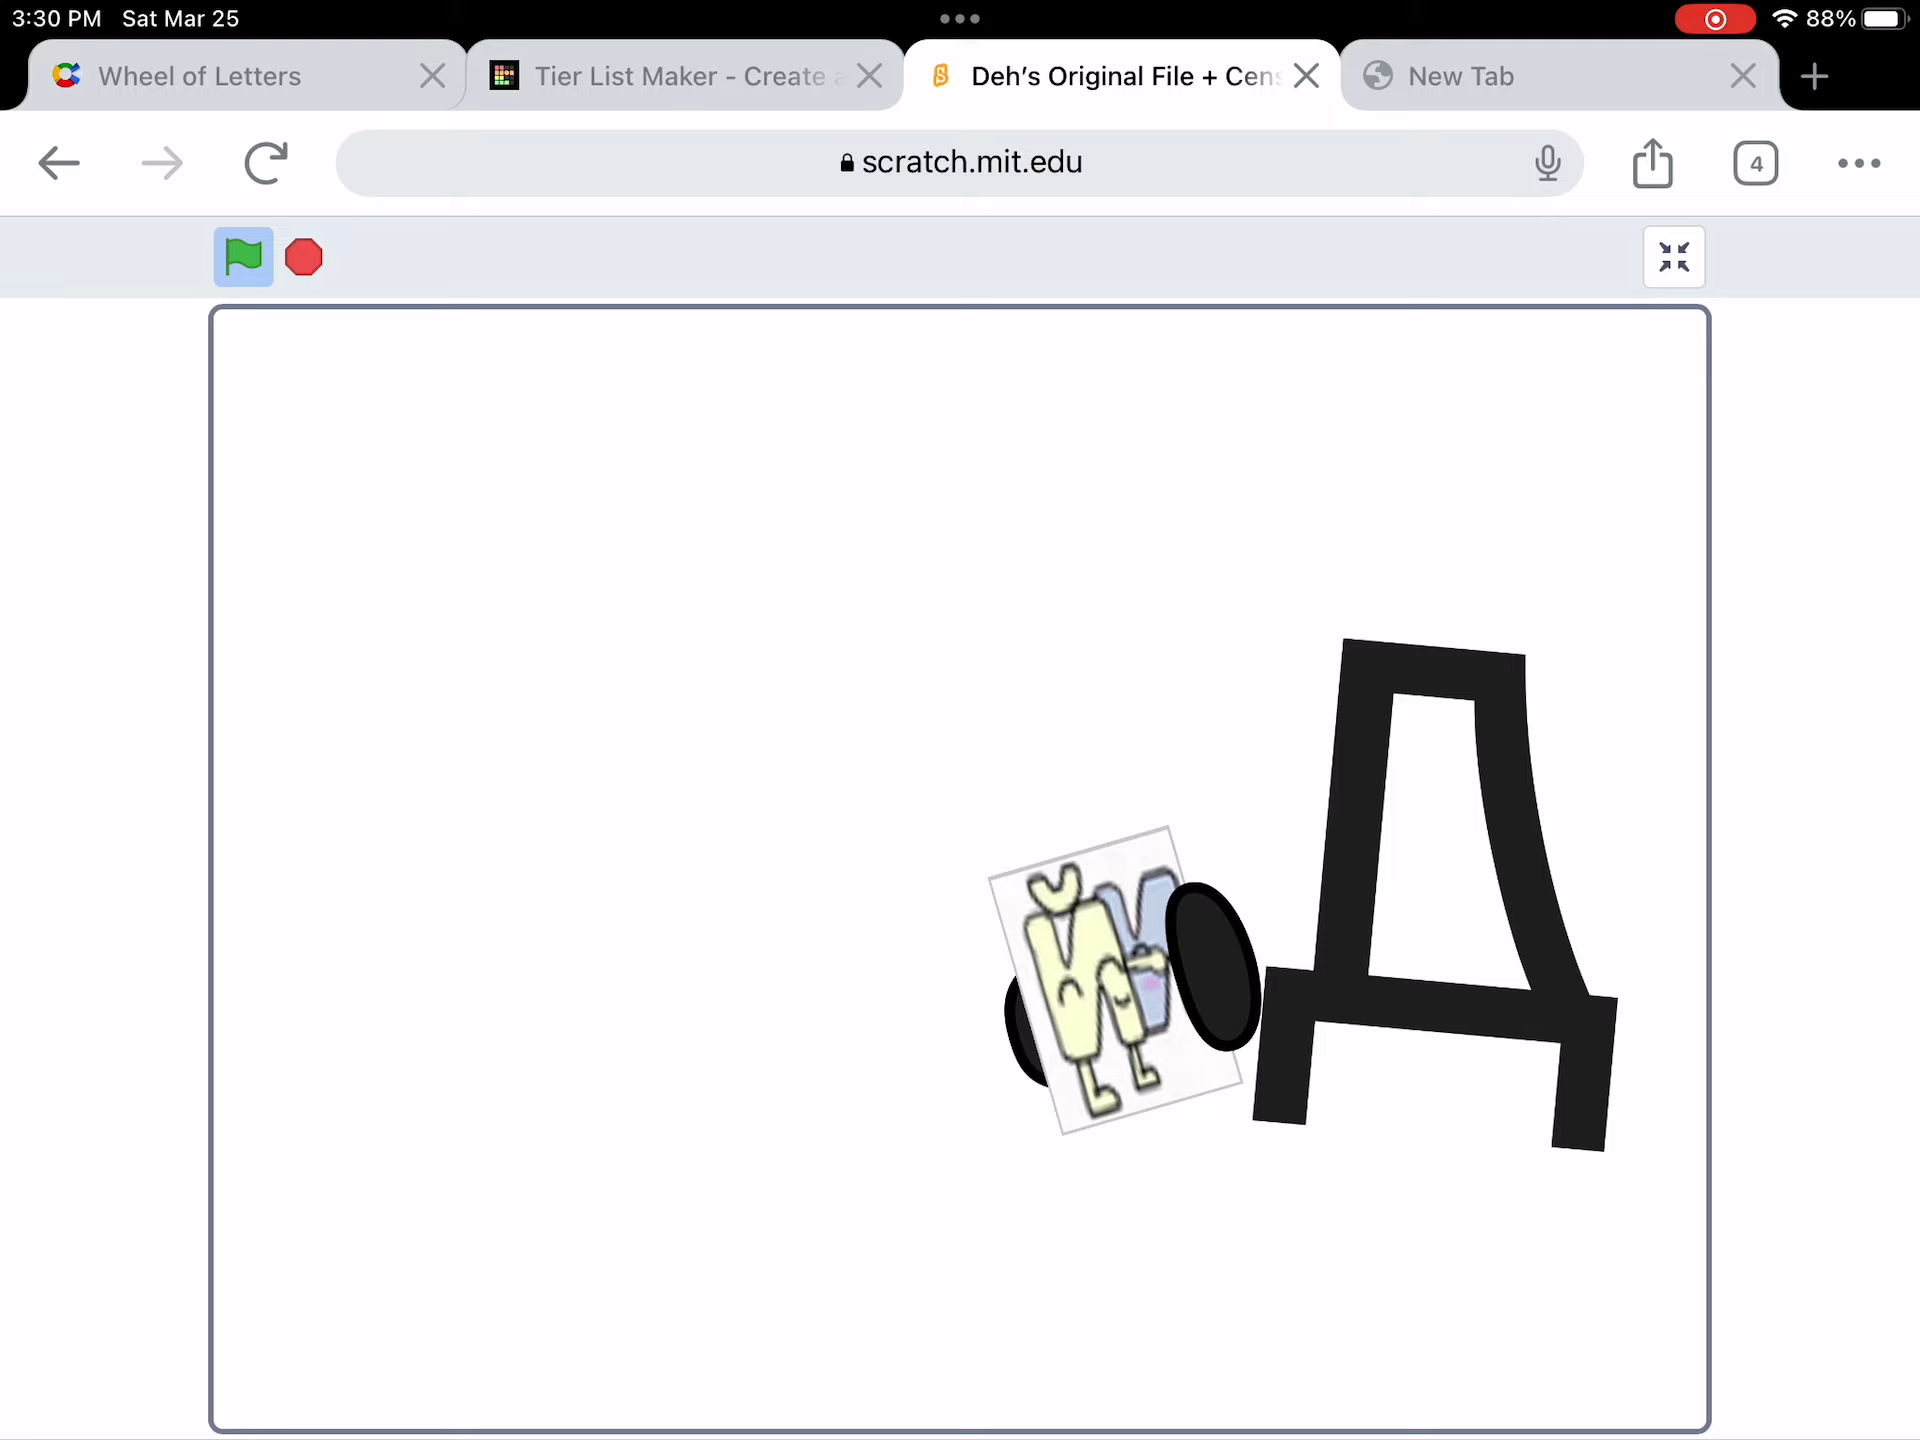 3:30 PM Sat Mar 25
88%
Wheel of Letters
Tier List Maker - Create a
Deh's Original File + Cens
New Tab
scratch.mit.edu
4
Д